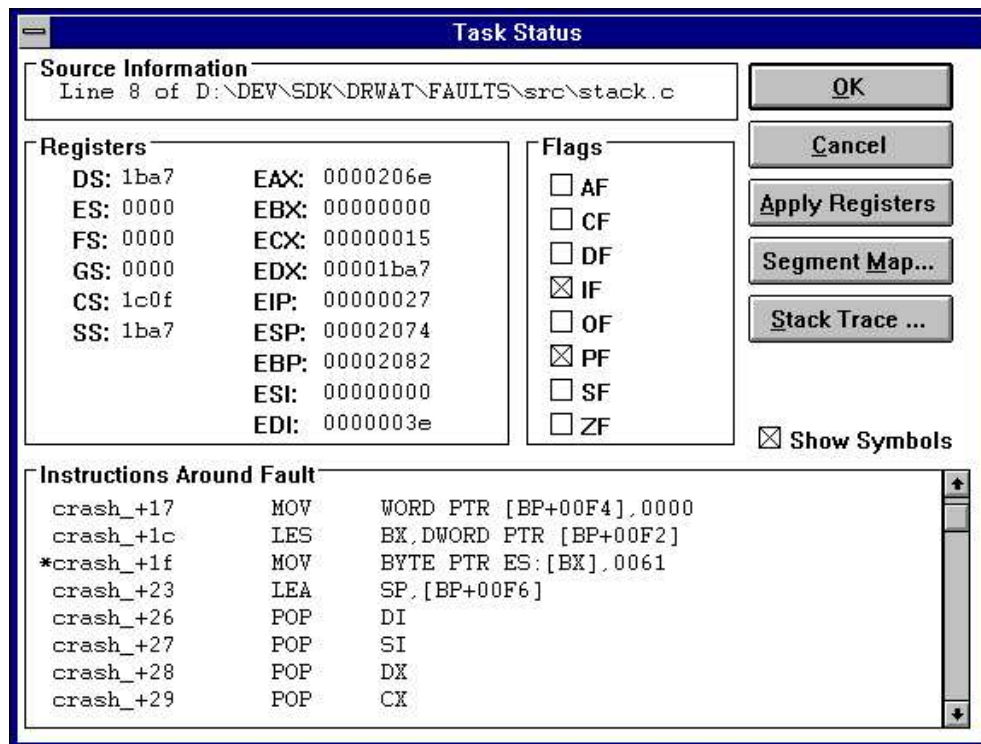 Task Status
Source Information
Line 8 of D:\DEV\SDK\DRWAT\FAULTS\src\stack.c
OK
Cancel
Apply Registers
Segment Map...
Stack Trace ...
Registers
DS: 1ba7 EAX: 0000206e
ES: 0000 EBX: 00000000
FS: 0000 ECX: 00000015
GS: 0000 EDX: 00001ba7
CS: 1c0f EIP: 00000027
SS: 1ba7 ESP: 00002074
EBP: 00002082
ESI: 00000000
EDI: 0000003e
Flags
AF
CF
DF
IF
OF
PF
SF
ZF
Show Symbols
Instructions Around Fault
crash_+17 MOV WORD PTR [BP+00F4],0000
crash_+1c LES BX,DWORD PTR [BP+00F2]
*crash_+1f MOV BYTE PTR ES:[BX],0061
crash_+23 LEA SP,[BP+00F6]
crash_+26 POP DI
crash_+27 POP SI
crash_+28 POP DX
crash_+29 POP CX